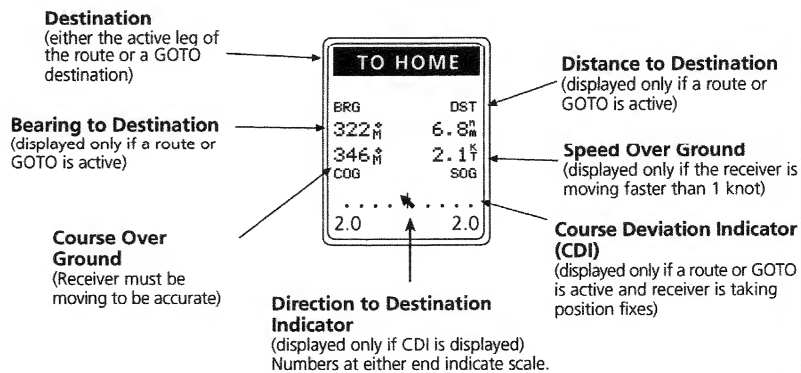 Destination
(either the active leg of
the route or a GOTO
destination)
Bearing to Destination
(displayed only if a route or
GOTO is active)
Course Over
Ground
(Receiver must be
moving to be accurate)
TO HOME
BRG DST
322°M 6.8nm
346°M 2.1KT
COG SOG
2.0 2.0
Direction to Destination
Indicator
(displayed only if CDI is displayed)
Numbers at either end indicate scale.
Distance to Destination
(displayed only if a route or
GOTO is active)
Speed Over Ground
(displayed only if the receiver is
moving faster than 1 knot)
Course Deviation Indicator
(CDI)
(displayed only if a route or GOTO
is active and receiver is taking
position fixes)